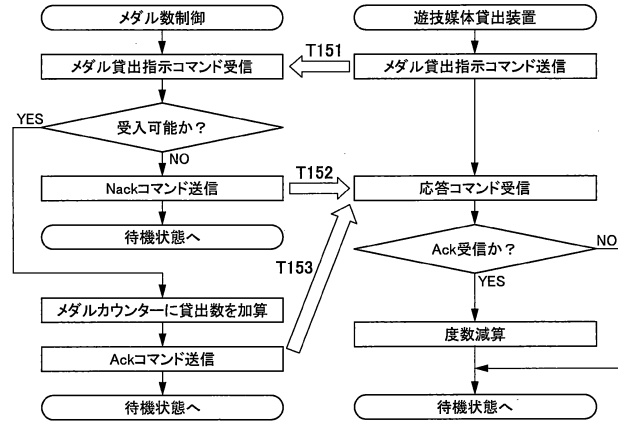 メダル数制御
遊技媒体貸出装置
T151
メダル貸出指示コマンド受信
メダル貸出指示コマンド送信
YES
受入可能か？
NO
T152
Nackコマンド送信
応答コマンド受信
待機状態へ
Ack受信か？
NO
T153
YES
メダルカウンターに貸出数を加算
度数減算
Ackコマンド送信
待機状態へ
待機状態へ